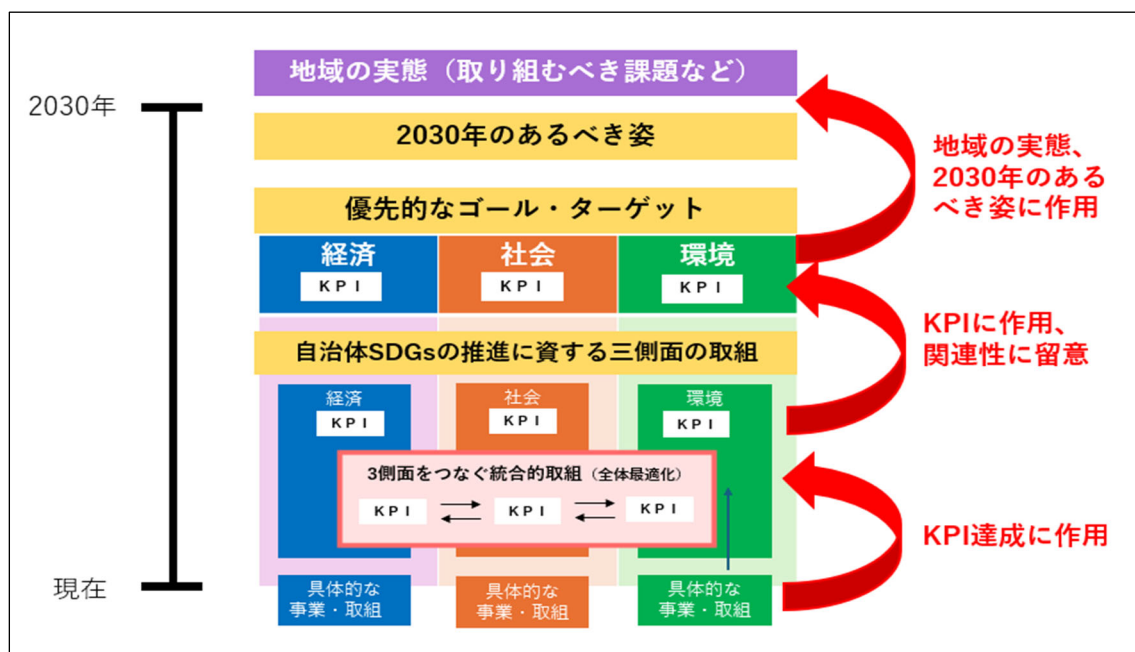 地域の実態（取り組むべき課題など）
2030年
2030年のあるべき姿
地域の実態、
2030年のある
べき姿に作用
優先的なゴール・ターゲット
経済
社会
環境
KPI
KPI
KPI
KPIに作用、
関連性に留意
自治体SDGsの推進に資する三側面の取組
経済
社会
環境
KPI
KPI
KPI
3側面をつなぐ統合的取組（全体最適化）
KPI
KPI
KPI
KPI達成に作用
現在
具体的な
事業・取組
具体的な
事業・取組
具体的な
事業・取組